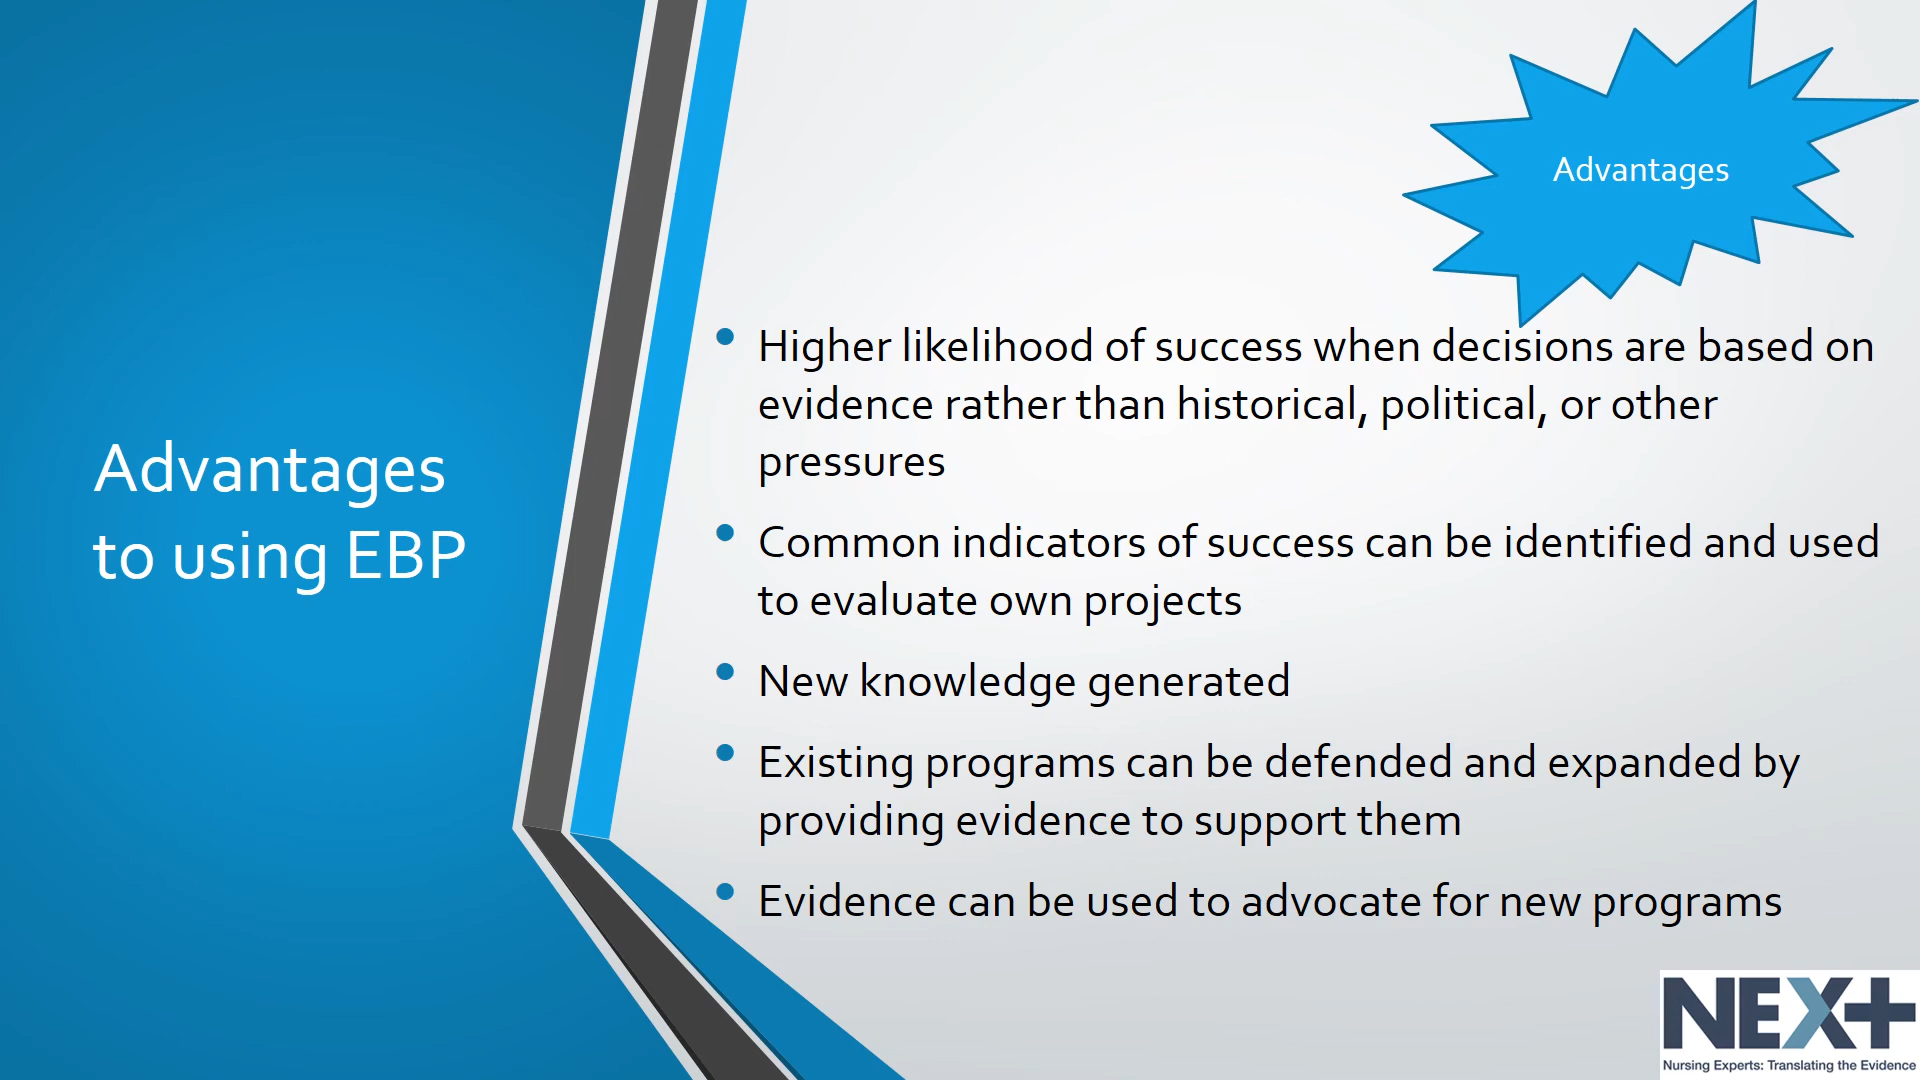 Advantages
Advantages
to using EBP
• Higher likelihood of success when decisions are based on
evidence rather than historical, political, or other
pressures
• Common indicators of success can be identified and used
to evaluate own projects
• New knowledge generated
• Existing programs can be defended and expanded by
providing evidence to support them
• Evidence can be used to advocate for new programs
NEX+
Nursing Experts: Translating the Evidence